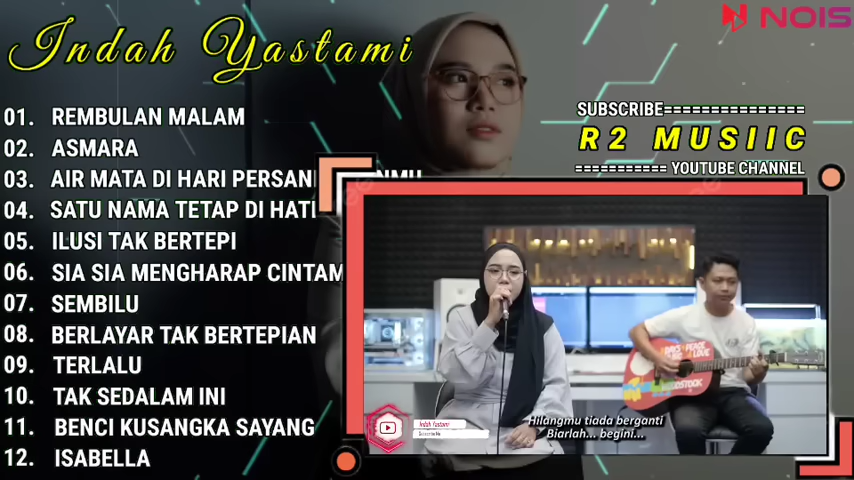 Indah Yastami
NOIS
01. REMBULAN MALAM
02. ASMARA
03. AIR MATA DI HARI
04. SATU NAMA TETAP DI HATI
05. ILUSI TAK BERTEPI
06. SIA SIA MENGHARAP
07. SEMBILU
08. BERLAYAR TAK BERTEPIAN
09. TERLALU
10. TAK SEDALAM INI
11. BENCI KUSANGKA SAYANG
12. ISABELLA
SUBSCRIBE================
R2 MUSIIC
=========== YOUTUBE CHANNEL
Hilangmu tiada berganti
Biarlah... begini...